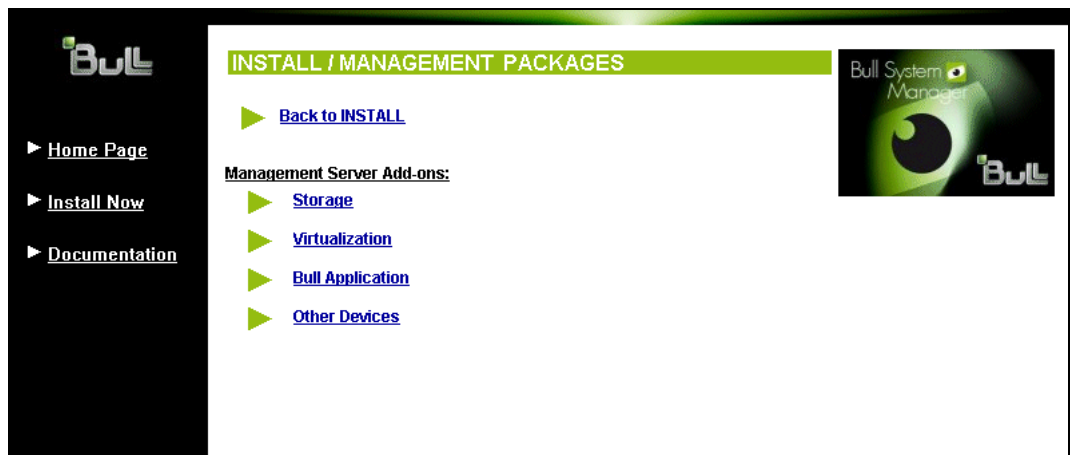 Bull
Home Page
Install Now
Documentation
INSTALL / MANAGEMENT PACKAGES
Back to INSTALL
Management Server Add-ons:
Storage
Virtualization
Bull Application
Other Devices
Bull System
Manager
Bull